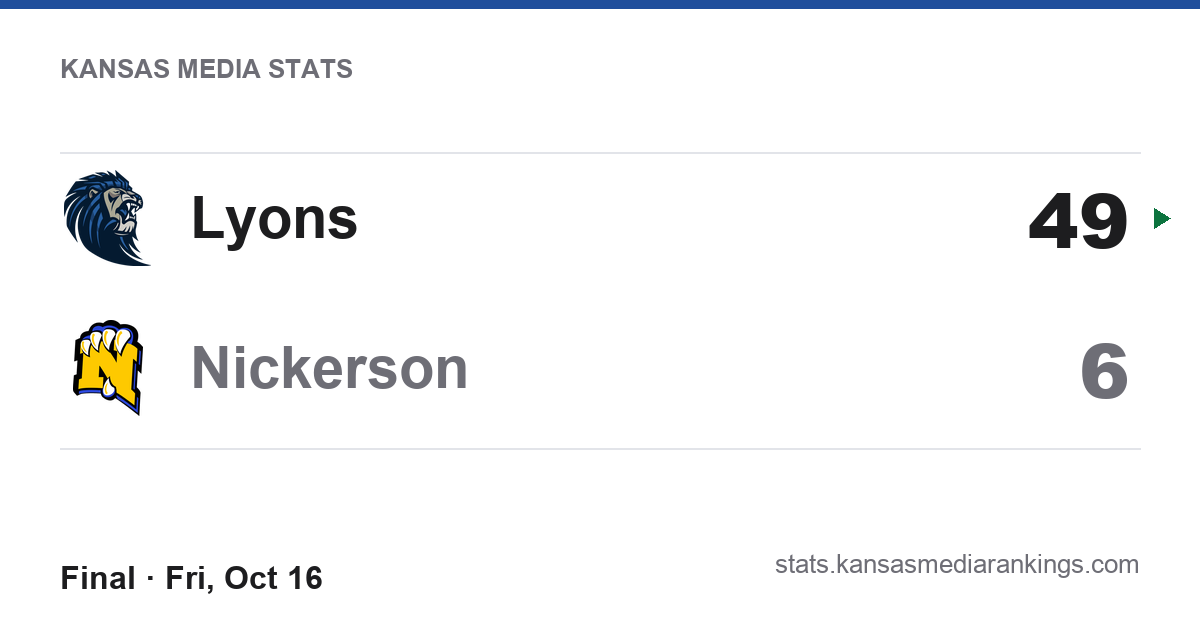 KANSAS MEDIA STATS
Lyons 49
N
Nickerson 6
Final · Fri, Oct 16
stats.kansasmediarankings.com